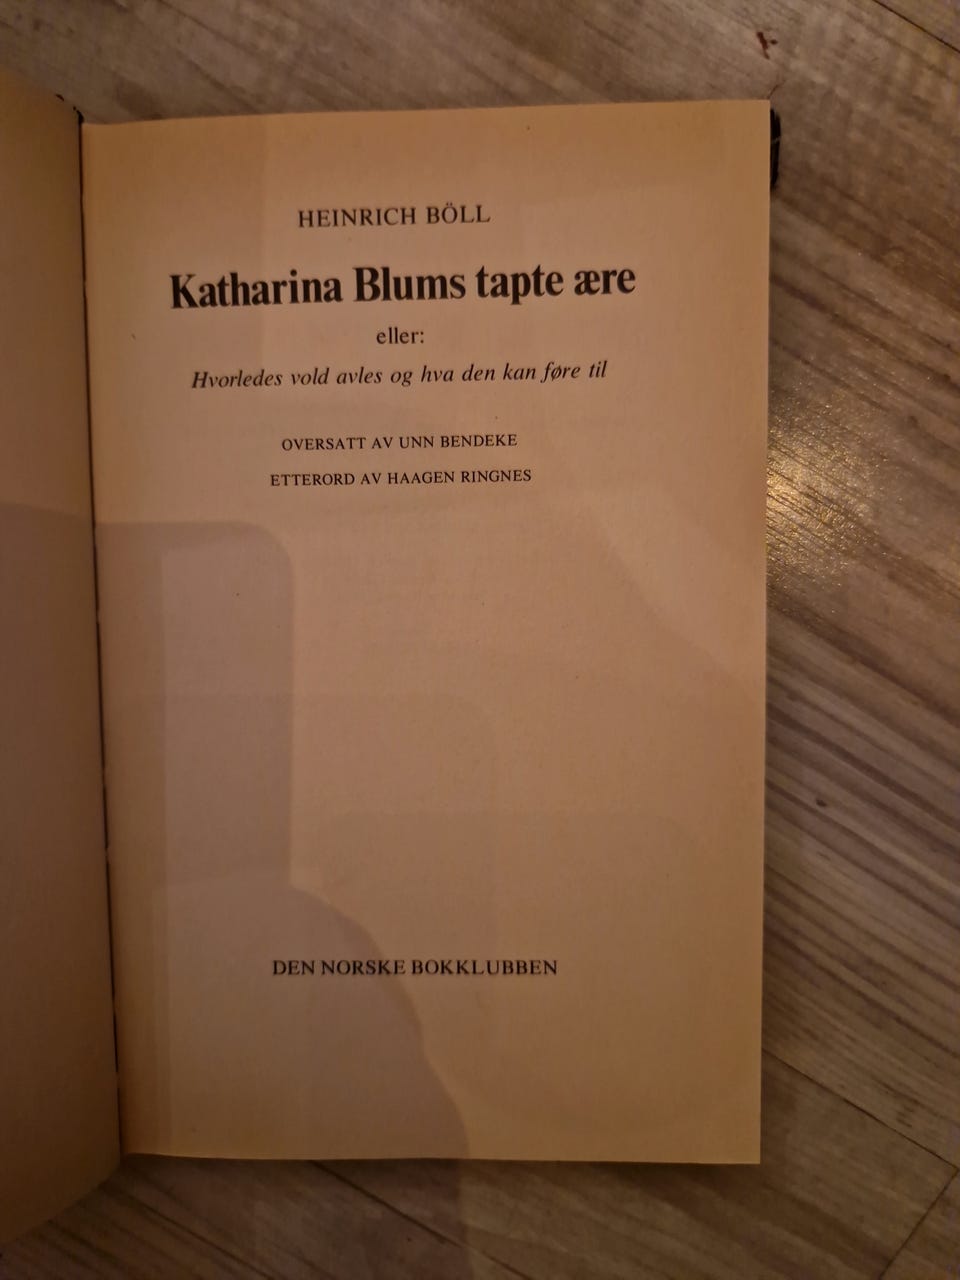 HEINRICH BÖLL
Katharina Blums tapte ære
eller:
Hvorledes vold avles og hva den kan føre til
OVERSATT AV UNN BENDEKE
ETTERORD AV HAAGEN RINGNES
DEN NORSKE BOKKLUBBEN